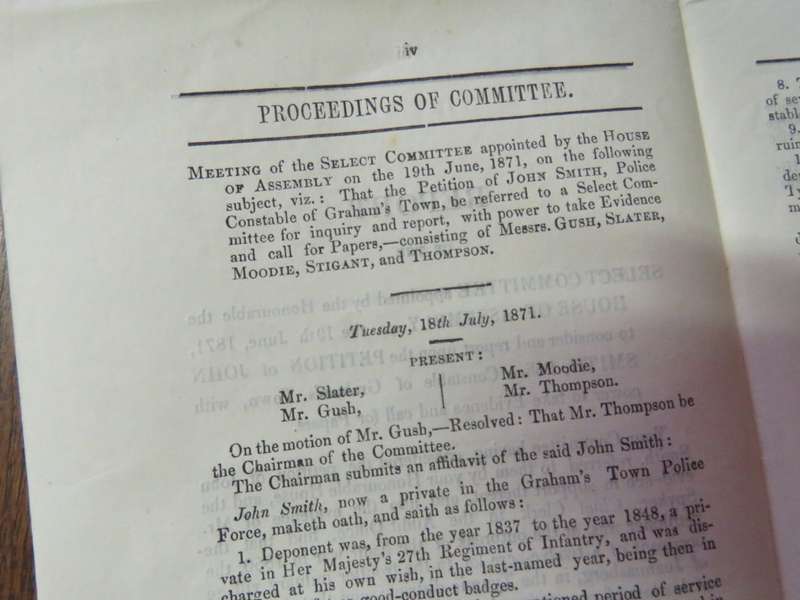 iv
PROCEEDINGS OF COMMITTEE.
MEETING of the SELECT COMMITTEE appointed by the HOUSE
OF ASSEMBLY on the 19th June, 1871, on the following
subject, viz.: That the Petition of JOHN SMITH, Police
Constable of Graham's Town, be referred to a Select Com-
mittee for inquiry and report, with power to take Evidence
and call for Papers,—consisting of Messrs. GUSH, SLATER,
MOODIE, STIGANT, and THOMPSON.
Tuesday, 18th July, 1871.
PRESENT:
Mr. Slater,
Mr. Gush,
Mr. Moodie,
Mr. Thompson.
On the motion of Mr. Gush,—Resolved: That Mr. Thompson be
the Chairman of the Committee.
The Chairman submits an affidavit of the said John Smith:
John Smith, now a private in the Graham's Town Police
Force, maketh oath, and saith as follows:
1. Deponent was, from the year 1837 to the year 1848, a pri-
vate in Her Majesty's 27th Regiment of Infantry, and was dis-
charged at his own wish, in the last-named year, being then in
good-conduct badges.
period of service
8.
of
9.